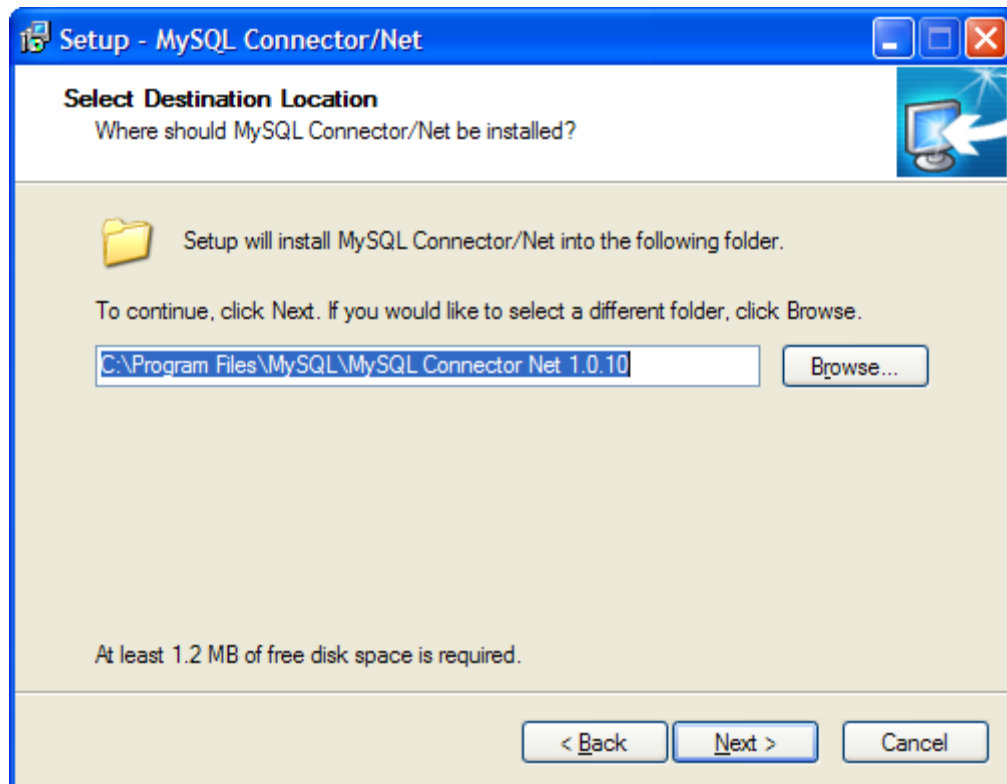 Setup - MySQL Connector/Net
Select Destination Location
Where should MySQL Connector/Net be installed?
Setup will install MySQL Connector/Net into the following folder.
To continue, click Next. If you would like to select a different folder, click Browse.
C:\Program Files\MySQL\MySQL Connector Net 1.0.10
Browse...
At least 1.2 MB of free disk space is required.
< Back
Next >
Cancel